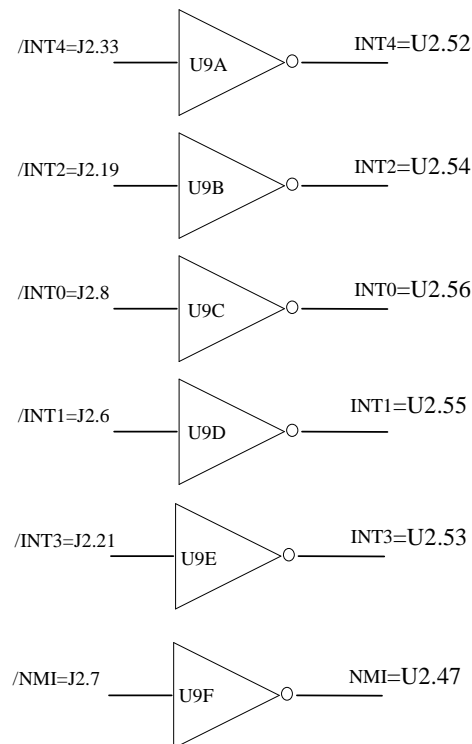 /INT4=J2.33 U9A INT4=U2.52
/INT2=J2.19 U9B INT2=U2.54
/INT0=J2.8 U9C INT0=U2.56
/INT1=J2.6 U9D INT1=U2.55
/INT3=J2.21 U9E INT3=U2.53
/NMI=J2.7 U9F NMI=U2.47